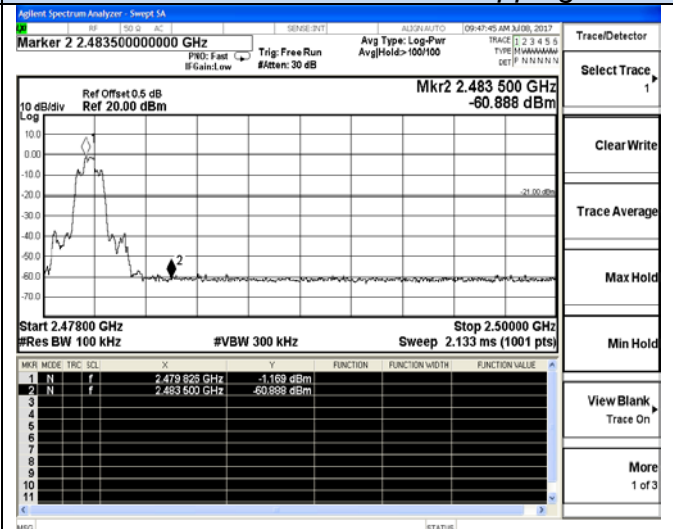 Agilent Spectrum Analyzer - Swept SA
RF 50 Ω AC SENSE:INT ALIGN AUTO 09:47:45 AM Jul 08, 2017
Marker 2 2.483500000000 GHz
PNO: Fast
IFGain:Low
Trig: Free Run
#Atten: 30 dB
Avg Type: Log-Pwr
Avg|Hold:>100/100
TRACE 1 2 3 4 5 6
TYPE MWWWWW
DET P N N N N N
Trace/Detector
Select Trace
1
Clear Write
Trace Average
Max Hold
Min Hold
View Blank
Trace On
More
1 of 3
Ref Offset 0.5 dB
10 dB/div Ref 20.00 dBm
Log
Mkr2 2.483 500 GHz
-60.888 dBm
10.0
0.00
-10.0
-20.0
-30.0
-40.0
-50.0
-60.0
-70.0
1
-21.00 dBm
2
Start 2.47800 GHz Stop 2.50000 GHz
#Res BW 100 kHz #VBW 300 kHz Sweep 2.133 ms (1001 pts)
MKR MODE TRC SCL X Y FUNCTION FUNCTION WIDTH FUNCTION VALUE
1 N f 2.479 825 GHz -1.169 dBm
2 N f 2.483 500 GHz -60.888 dBm
3
4
5
6
7
8
9
10
11
MSG STATUS